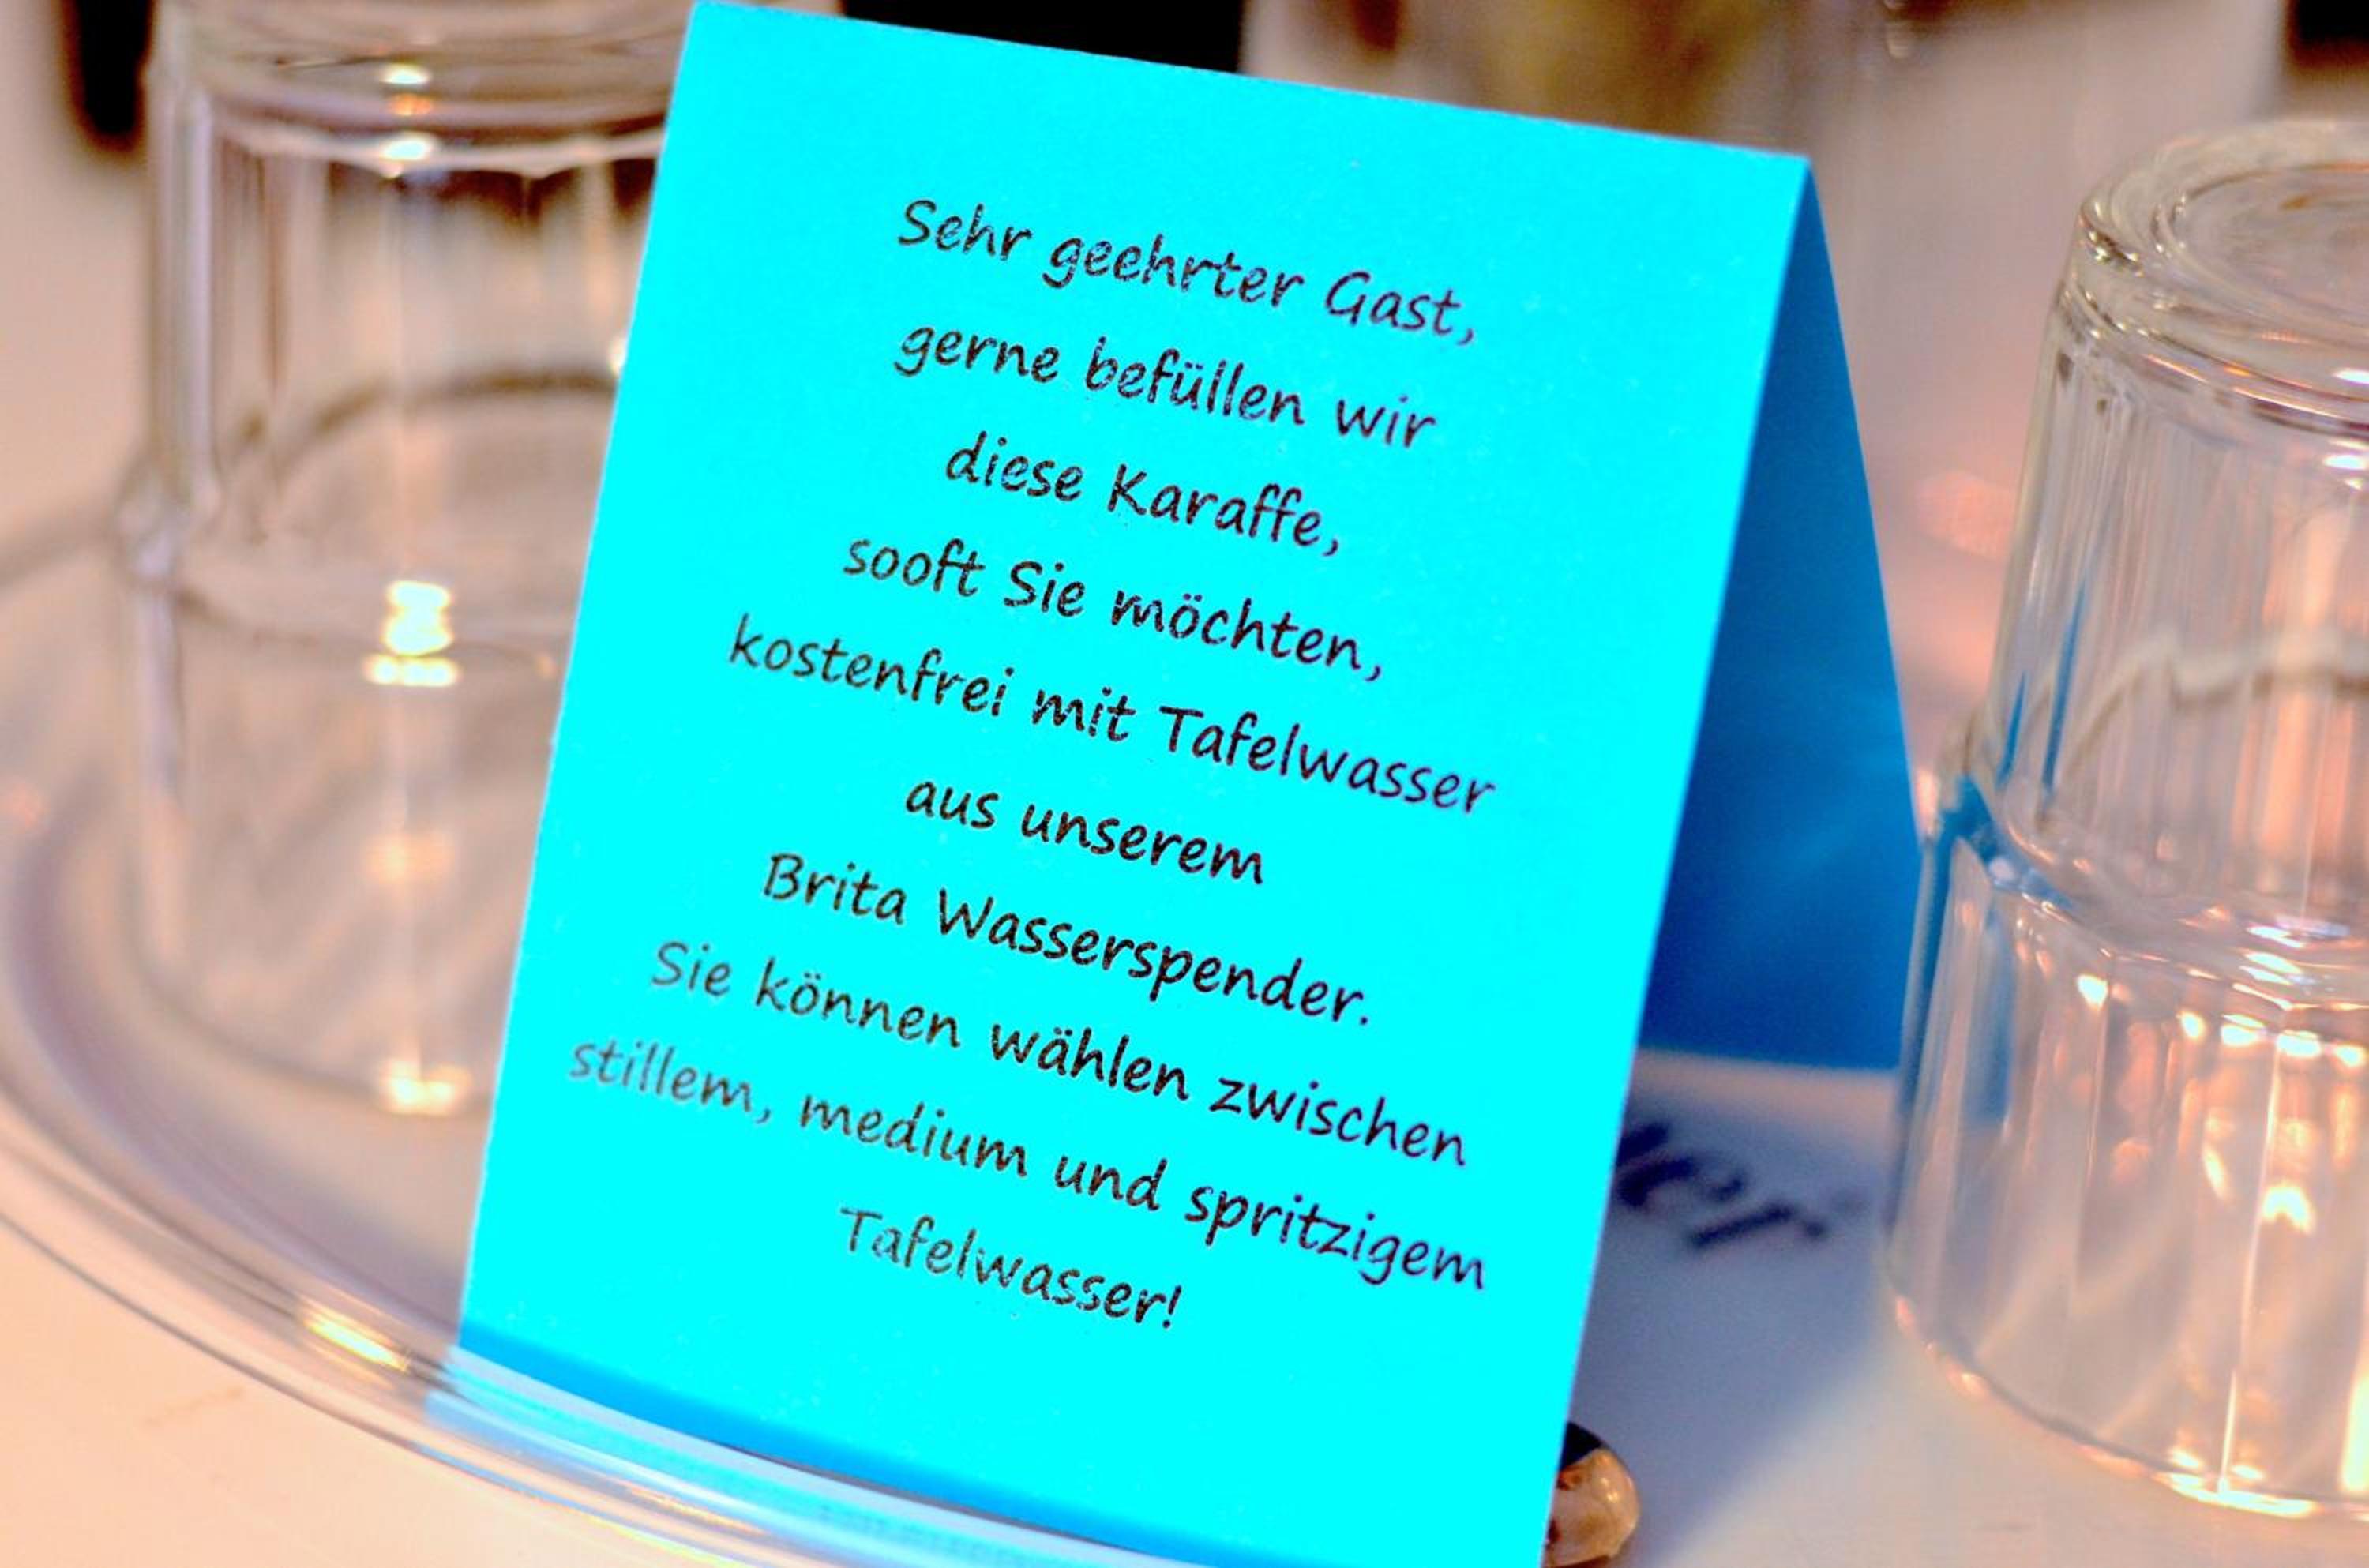 Sehr geehrter Gast,
gerne befüllen wir
diese Karaffe,
sooft Sie möchten,
kostenfrei mit Tafelwasser
aus unserem
Brita Wasserspender.
Sie können wählen zwischen
stillem, medium und spritzigem
Tafelwasser!